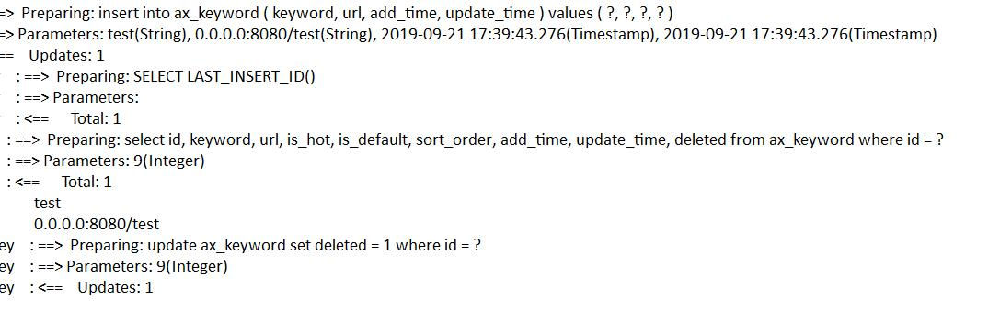 => Preparing: insert into ax_keyword ( keyword, url, add_time, update_time ) values ( ?, ?, ?, ? )
=> Parameters: test(String), 0.0.0.0:8080/test(String), 2019-09-21 17:39:43.276(Timestamp), 2019-09-21 17:39:43.276(Timestamp)
== Updates: 1
: ==> Preparing: SELECT LAST_INSERT_ID()
: ==> Parameters:
: <== Total: 1
: ==> Preparing: select id, keyword, url, is_hot, is_default, sort_order, add_time, update_time, deleted from ax_keyword where id = ?
: ==> Parameters: 9(Integer)
: <== Total: 1
test
0.0.0.0:8080/test
ey : ==> Preparing: update ax_keyword set deleted = 1 where id = ?
ey : ==> Parameters: 9(Integer)
ey : <== Updates: 1